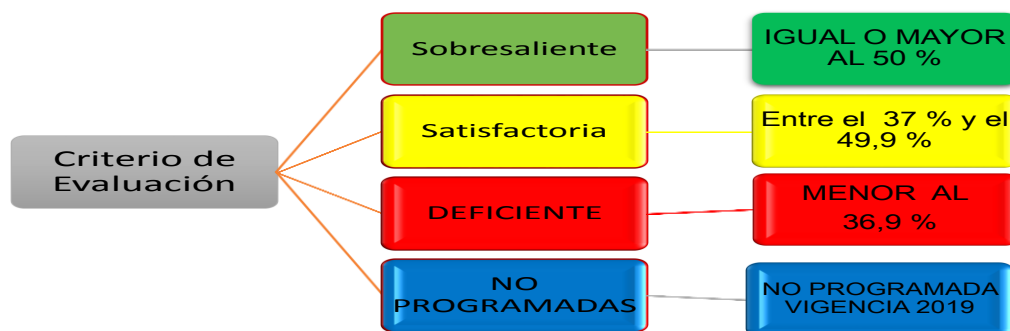 Criterio de
Evaluación
Sobresaliente
IGUAL O MAYOR
AL 50 %
Satisfactoria
Entre el 37 % y el
49,9 %
DEFICIENTE
MENOR AL
36,9 %
NO
PROGRAMADAS
NO PROGRAMADA
VIGENCIA 2019